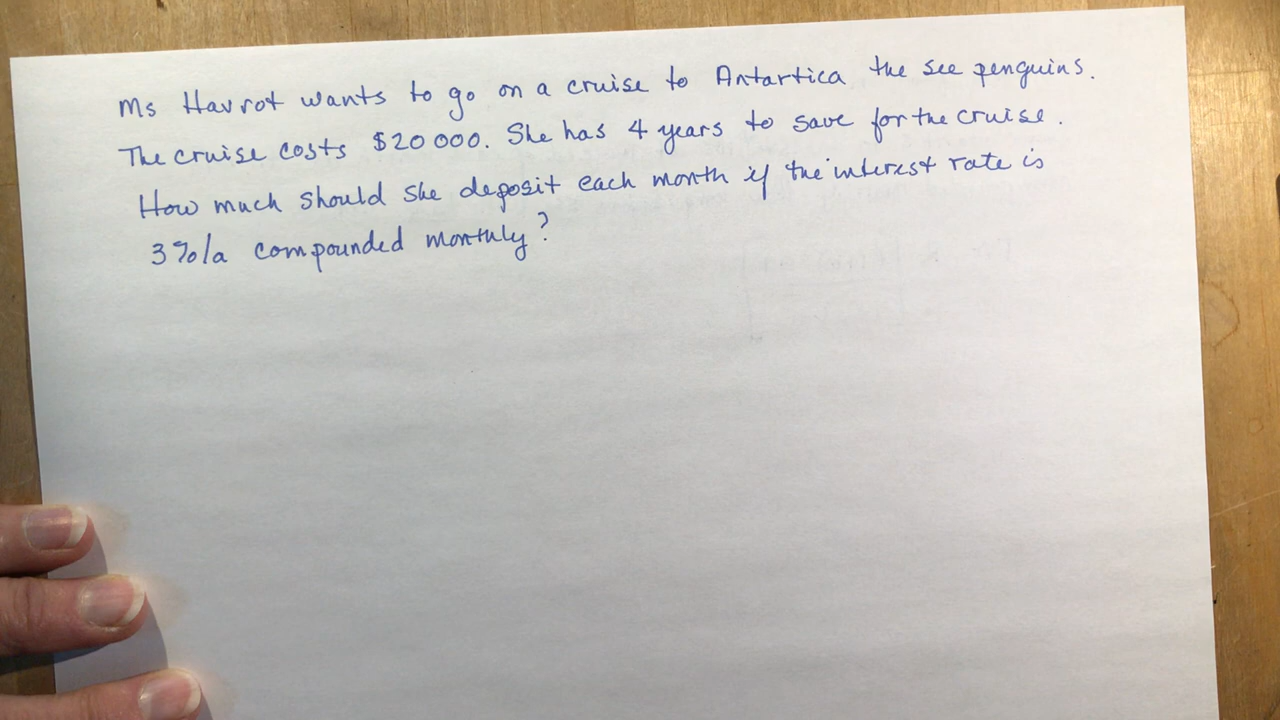 Ms Havrot wants to go on a cruise to Antartica the see penguins.
The cruise costs $20 000. She has 4 years to save for the cruise.
How much should she deposit each month if the interest rate is
3%/a compounded monthly?